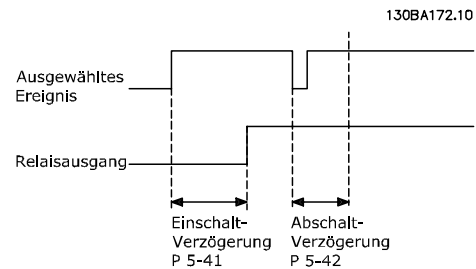 130BA172.10
Ausgewähltes
Ereignis
Relaisausgang
Einschalt-
Verzögerung
P 5-41
Abschalt-
Verzögerung
P 5-42